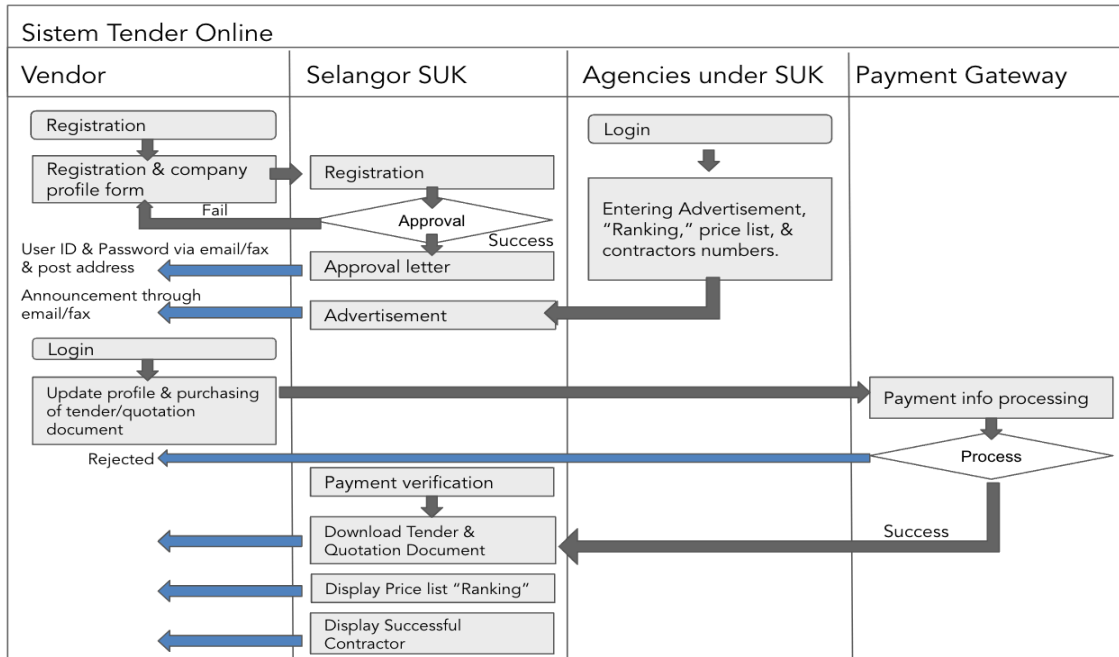 Sistem Tender Online
Vendor
Selangor SUK
Agencies under SUK
Payment Gateway
Registration
Registration & company
profile form
Registration
Fail
Approval
Success
User ID & Password via email/fax
& post address
Approval letter
Announcement through
email/fax
Advertisement
Login
Entering Advertisement,
“Ranking,” price list, &
contractors numbers.
Login
Update profile & purchasing
of tender/quotation
document
Payment info processing
Process
Rejected
Success
Payment verification
Download Tender &
Quotation Document
Display Price list “Ranking”
Display Successful
Contractor